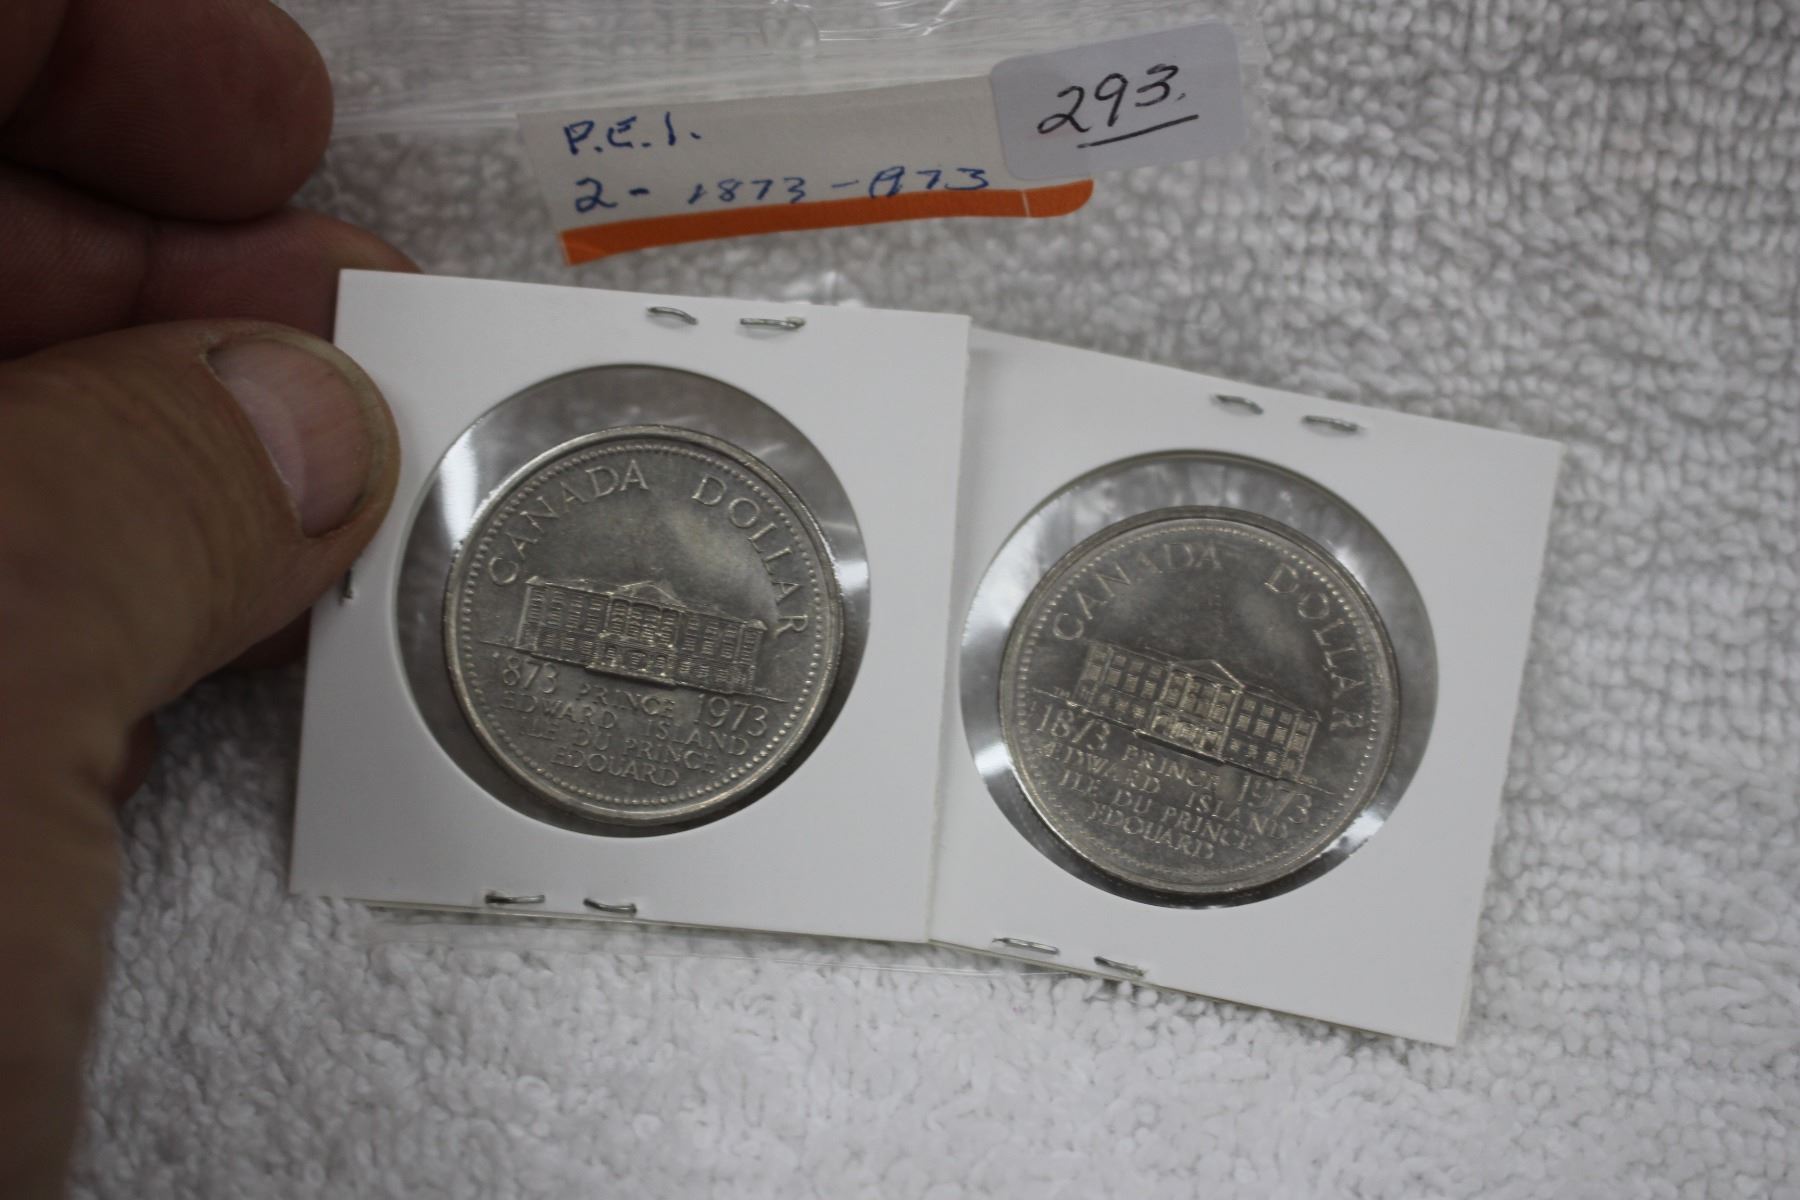 P.E.I.
2 - 1873 - 1973
293.
CANADA DOLLAR
1873 PRINCE 1973
EDWARD ISLAND
ILE DU PRINCE
EDOUARD
CANADA DOLLAR
1873 PRINCE 1973
EDWARD ISLAND
ILE DU PRINCE
EDOUARD